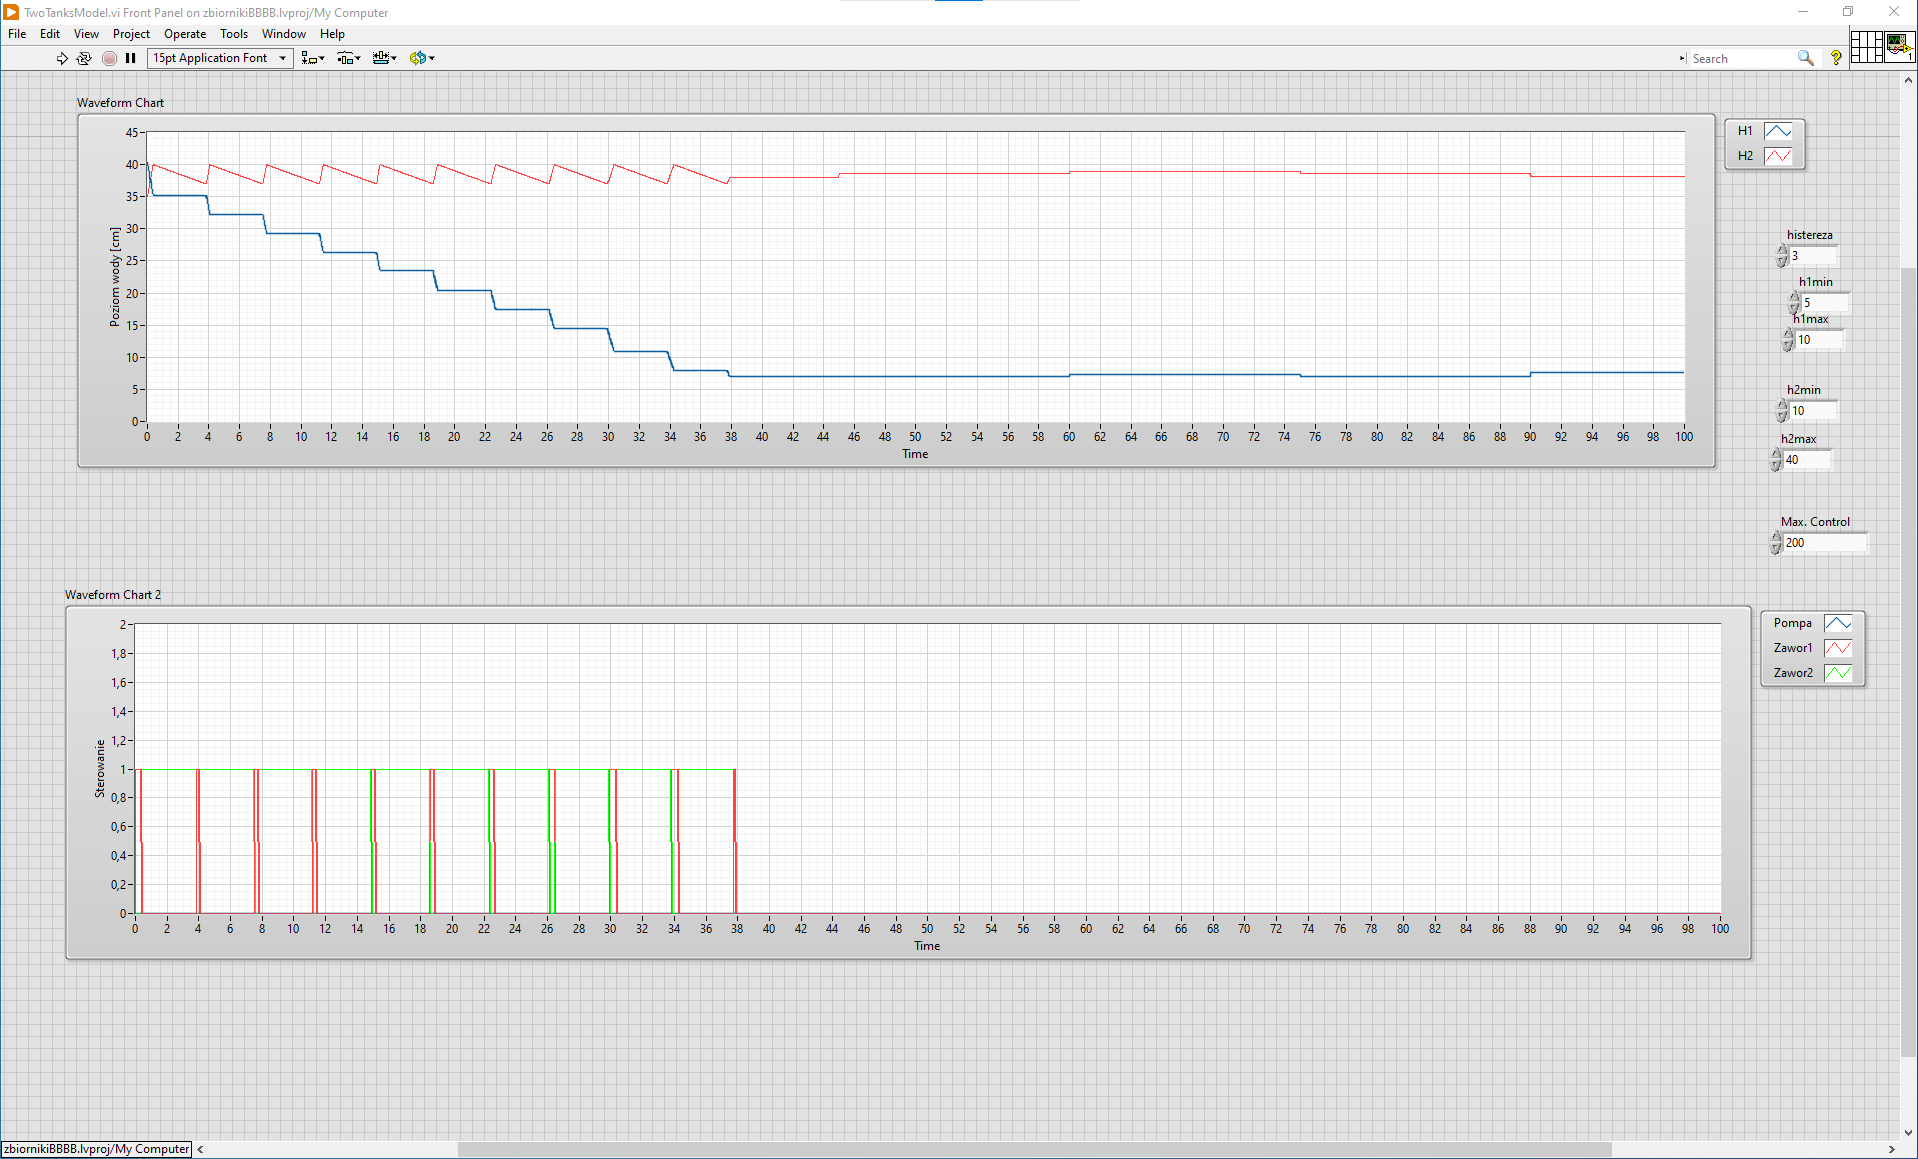 TwoTanksModel.vi Front Panel on zbiornikiBBBB.lvproj/My Computer
File Edit View Project Operate Tools Window Help
15pt Application Font
Search
?
1
Waveform Chart
45
40
35
30
25
20
15
10
5
0
Poziom wody [cm]
0 2 4 6 8 10 12 14 16 18 20 22 24 26 28 30 32 34 36 38 40 42 44 46 48 50 52 54 56 58 60 62 64 66 68 70 72 74 76 78 80 82 84 86 88 90 92 94 96 98 100
Time
H1
H2
histereza
3
h1min
5
h1max
10
h2min
10
h2max
40
Max. Control
200
Waveform Chart 2
2
1,8
1,6
1,4
1,2
1
0,8
0,6
0,4
0,2
0
Sterowanie
0 2 4 6 8 10 12 14 16 18 20 22 24 26 28 30 32 34 36 38 40 42 44 46 48 50 52 54 56 58 60 62 64 66 68 70 72 74 76 78 80 82 84 86 88 90 92 94 96 98 100
Time
Pompa
Zawor1
Zawor2
zbiornikiBBBB.lvproj/My Computer